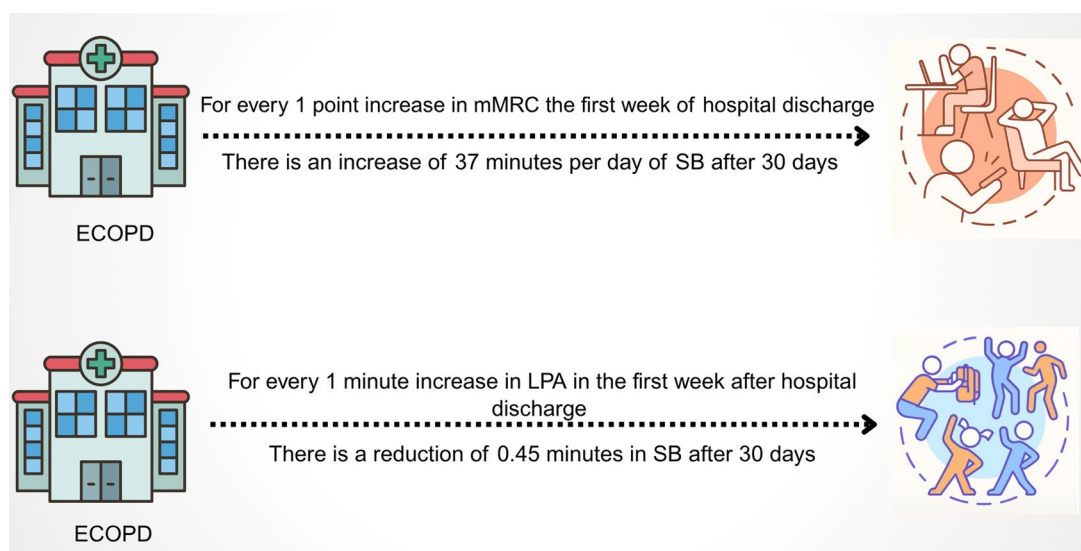 For every 1 point increase in mMRC the first week of hospital discharge
There is an increase of 37 minutes per day of SB after 30 days
ECOPD
For every 1 minute increase in LPA in the first week after hospital
discharge
There is a reduction of 0.45 minutes in SB after 30 days
ECOPD